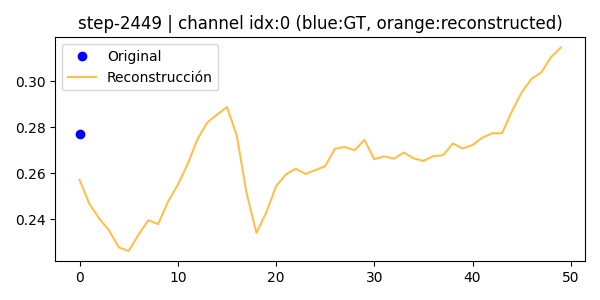 step-2449 | channel idx:0 (blue:GT, orange:reconstructed)
Original
Reconstrucción
0.30
0.28
0.26
0.24
0 10 20 30 40 50